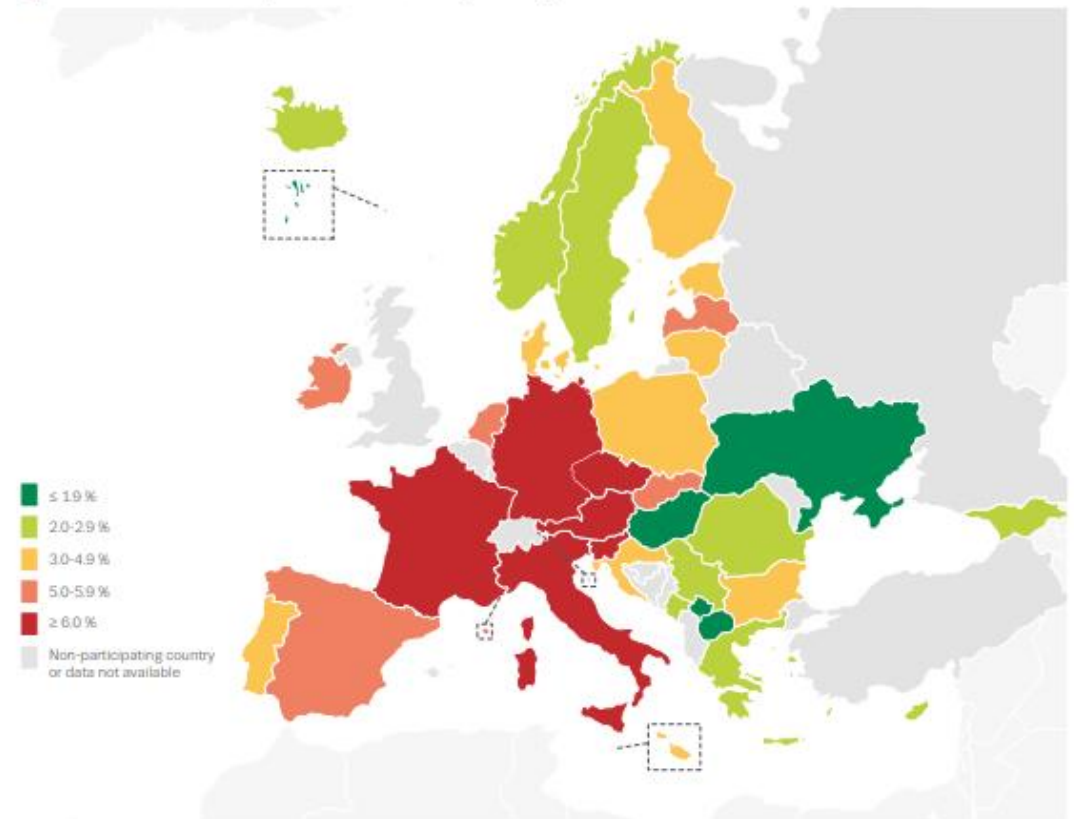 ≤ 1.9 %
2.0-2.9 %
3.0-4.9 %
5.0-5.9 %
≥ 6.0 %
Non-participating country
or data not available